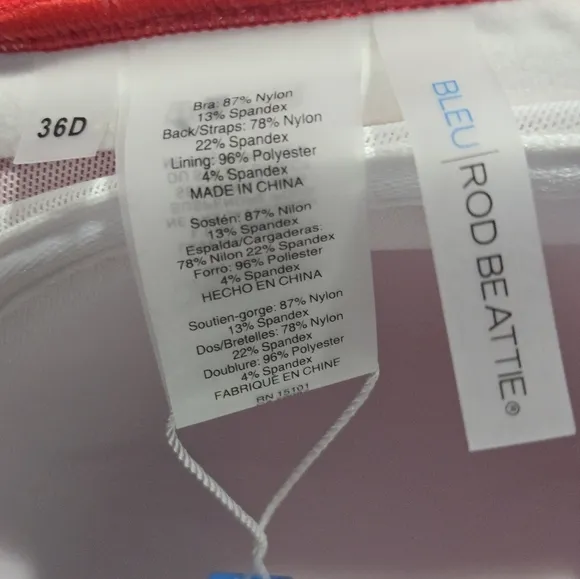 36D
Bra: 87% Nylon
13% Spandex
Back/Straps: 78% Nylon
22% Spandex
Lining: 96% Polyester
4% Spandex
MADE IN CHINA
Sostén: 87% Nilon
13% Spandex
Espalda/Cargaderas:
78% Nilon 22% Spandex
Forro: 96% Poliester
4% Spandex
HECHO EN CHINA
Soutien-gorge: 87% Nylon
13% Spandex
Dos/Bretelles: 78% Nylon
22% Spandex
Doublure: 96% Polyester
4% Spandex
FABRIQUÉ EN CHINE
RN 15101
BLEU | ROD BEATTIE®